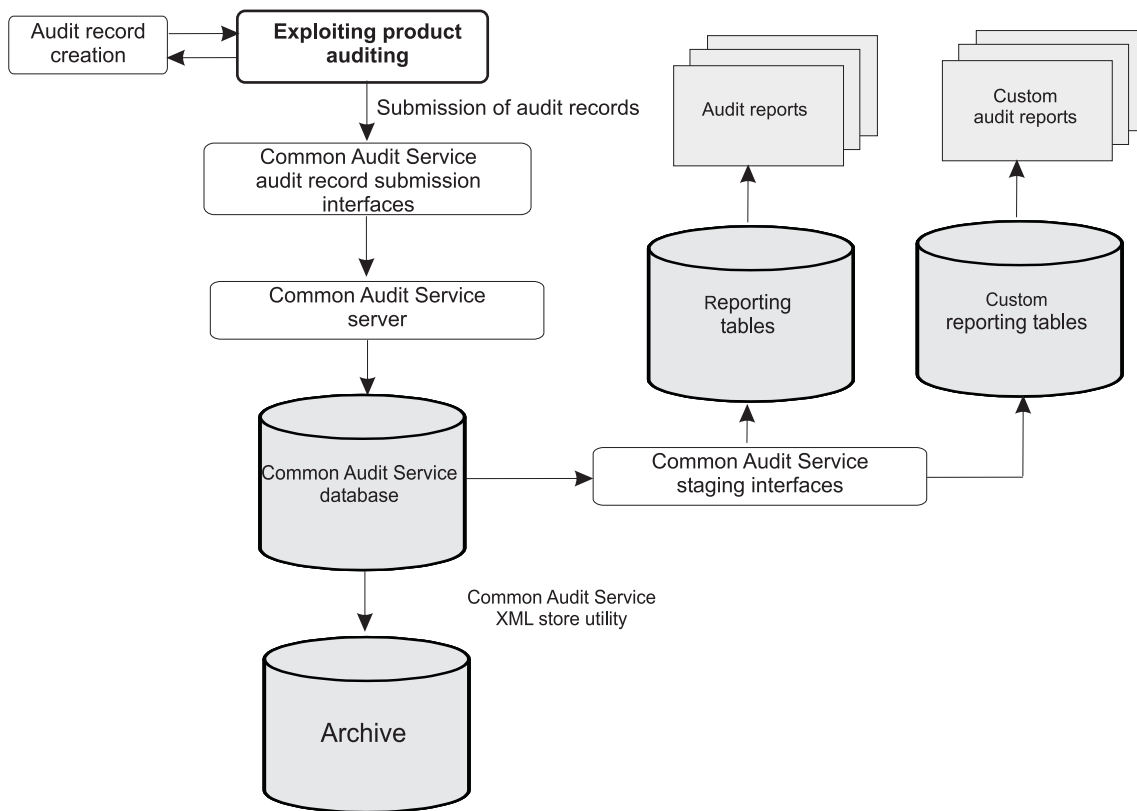 Audit record
creation
Exploiting product
auditing
Submission of audit records
Common Audit Service
audit record submission
interfaces
Common Audit Service
server
Common Audit Service
database
Common Audit Service
XML store utility
Archive
Common Audit Service
staging interfaces
Reporting
tables
Audit reports
Custom
reporting tables
Custom
audit reports